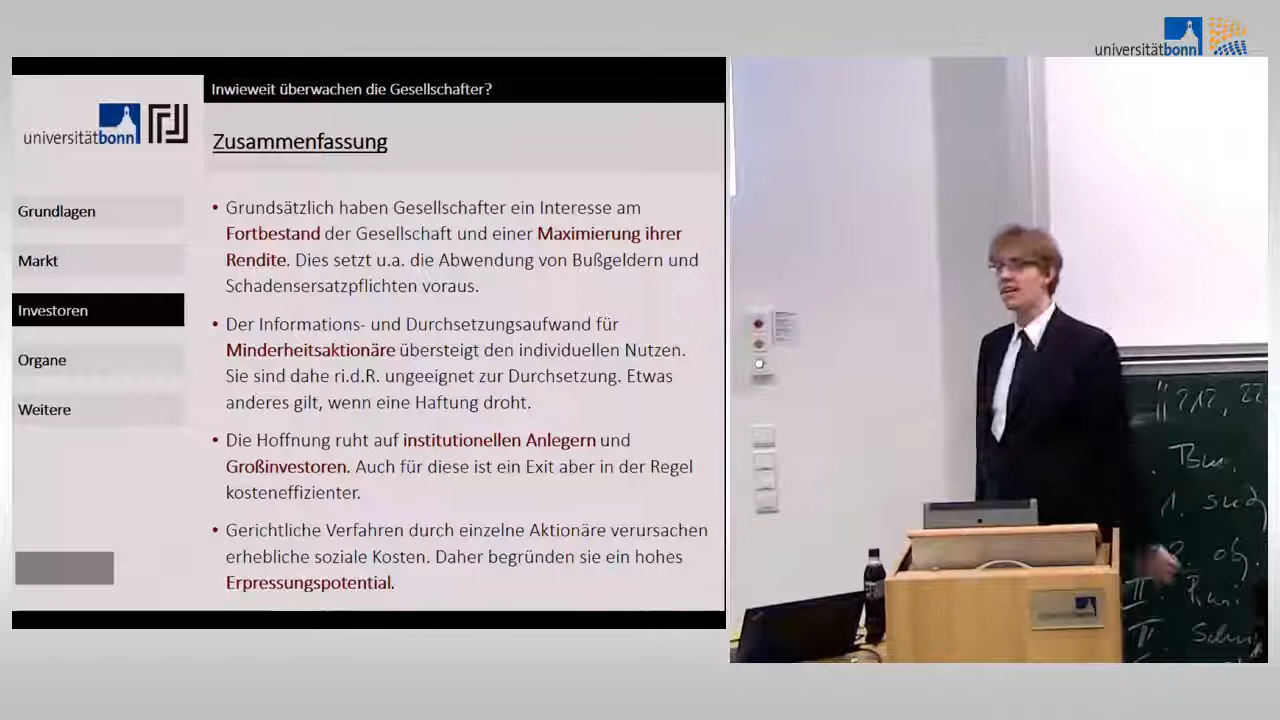 universitätbonn
Inwieweit überwachen die Gesellschafter?
universitätbonn
Zusammenfassung
Grundlagen
Markt
Investoren
Organe
Weitere
• Grundsätzlich haben Gesellschafter ein Interesse am
Fortbestand der Gesellschaft und einer Maximierung ihrer
Rendite. Dies setzt u.a. die Abwendung von Bußgeldern und
Schadensersatzpflichten voraus.
• Der Informations- und Durchsetzungsaufwand für
Minderheitsaktionäre übersteigt den individuellen Nutzen.
Sie sind dahe ri.d.R. ungeeignet zur Durchsetzung. Etwas
anderes gilt, wenn eine Haftung droht.
• Die Hoffnung ruht auf institutionellen Anlegern und
Großinvestoren. Auch für diese ist ein Exit aber in der Regel
kosteneffizienter.
• Gerichtliche Verfahren durch einzelne Aktionäre verursachen
erhebliche soziale Kosten. Daher begründen sie ein hohes
Erpressungspotential.
212, 22
1.
II.